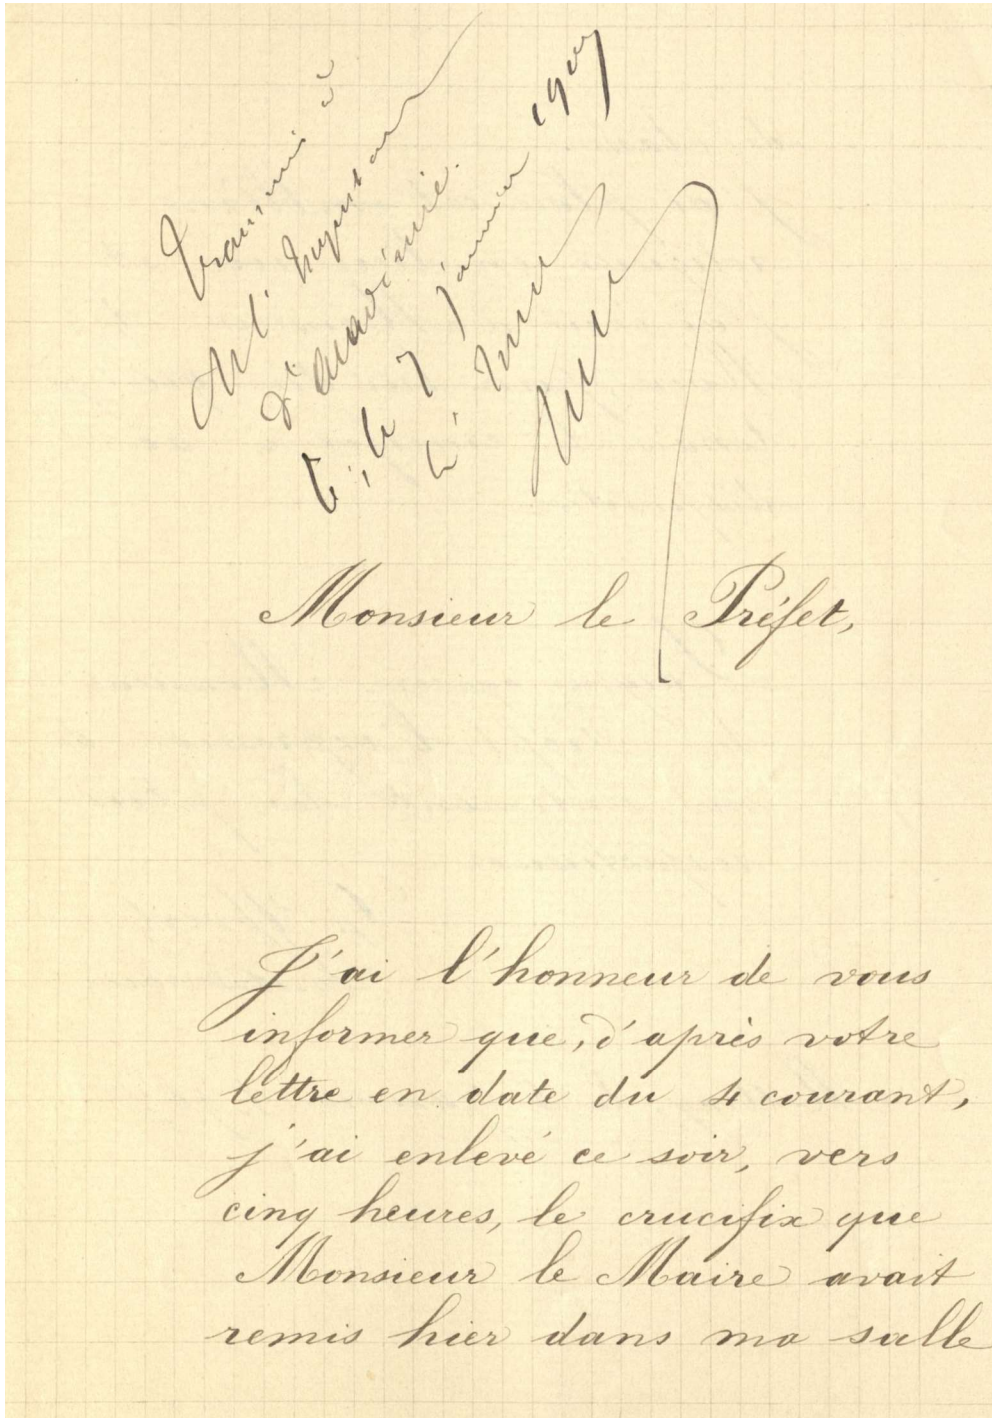 Transmis à
M. l'Inspecteur
d'Académie.
le 7 janvier 1907
Monsieur le Préfet,
J'ai l'honneur de vous
informer que, d'après votre
lettre en date du 4 courant,
j'ai enlevé ce soir, vers
cinq heures, le crucifix que
Monsieur le Maire avait
remis hier dans ma salle